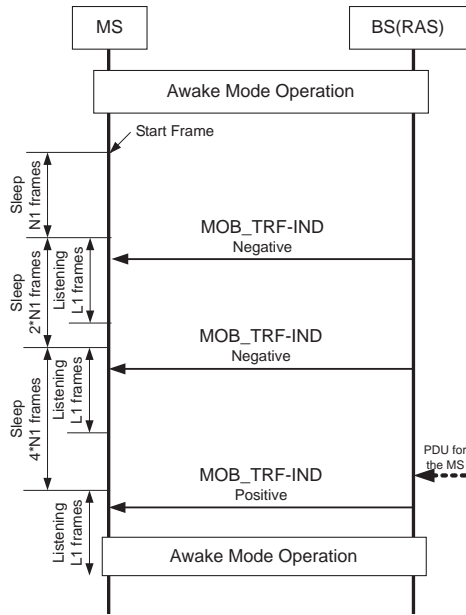 MS
BS(RAS)
Awake Mode Operation
Start Frame
Sleep
N1 frames
MOB_TRF-IND
Negative
Sleep
2*N1 frames
Listening
L1 frames
MOB_TRF-IND
Negative
Sleep
4*N1 frames
Listening
L1 frames
PDU for
the MS
MOB_TRF-IND
Positive
Listening
L1 frames
Awake Mode Operation